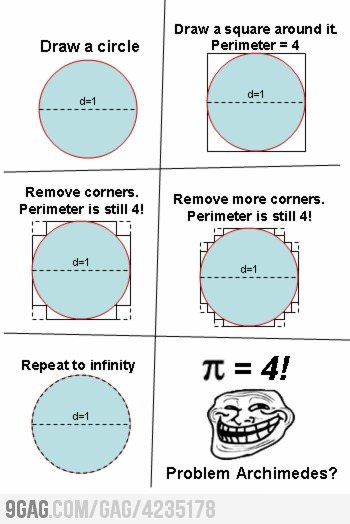 Draw a circle
d=1
Draw a square around it.
Perimeter = 4
d=1
Remove corners.
Perimeter is still 4!
d=1
Remove more corners.
Perimeter is still 4!
d=1
Repeat to infinity
d=1
π = 4!
Problem Archimedes?
9GAG.COM/GAG/4235178